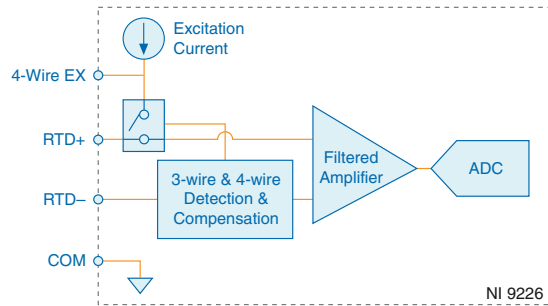 Excitation
Current
4-Wire EX
RTD+
Filtered
Amplifier
ADC
3-wire & 4-wire
Detection &
Compensation
RTD–
COM
NI 9226